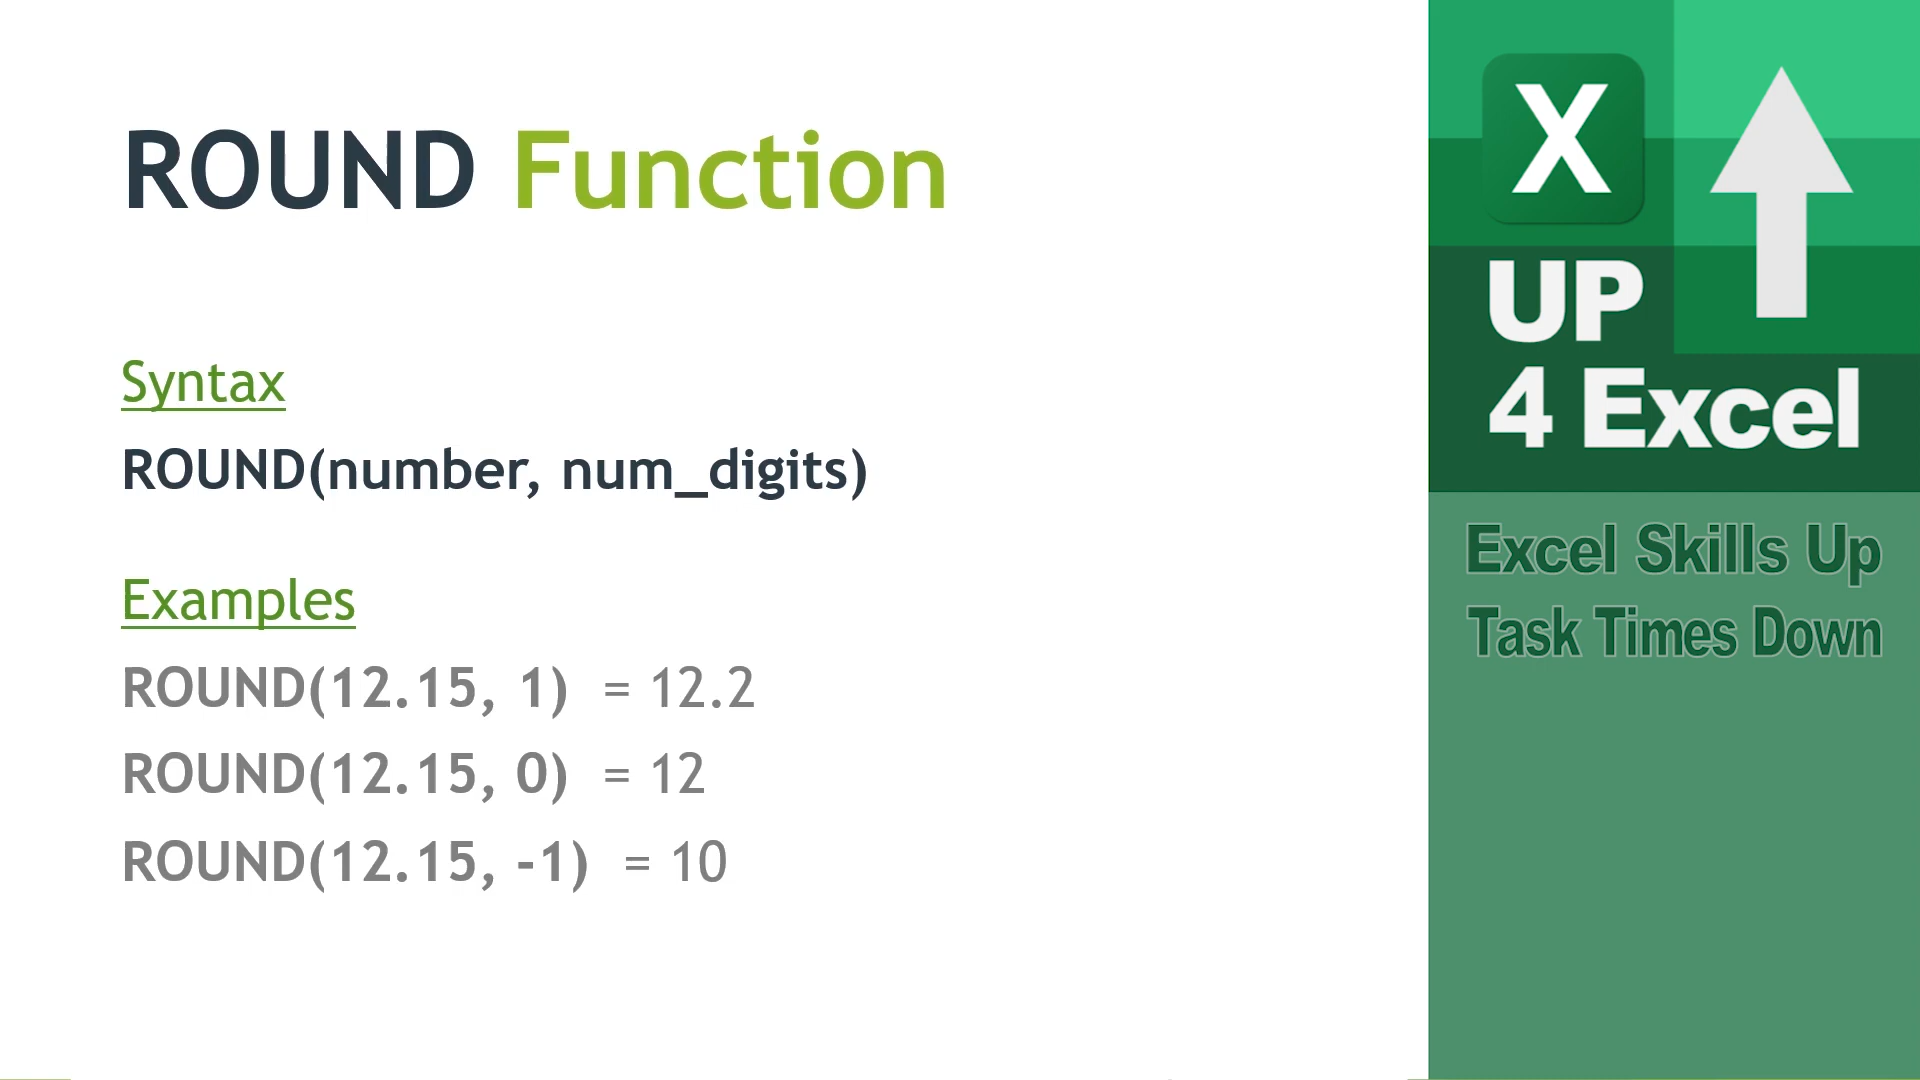 ROUND Function
Syntax
ROUND(number, num_digits)
Examples
ROUND(12.15, 1) = 12.2
ROUND(12.15, 0) = 12
ROUND(12.15, -1) = 10
X
UP
4 Excel
Excel Skills Up
Task Times Down